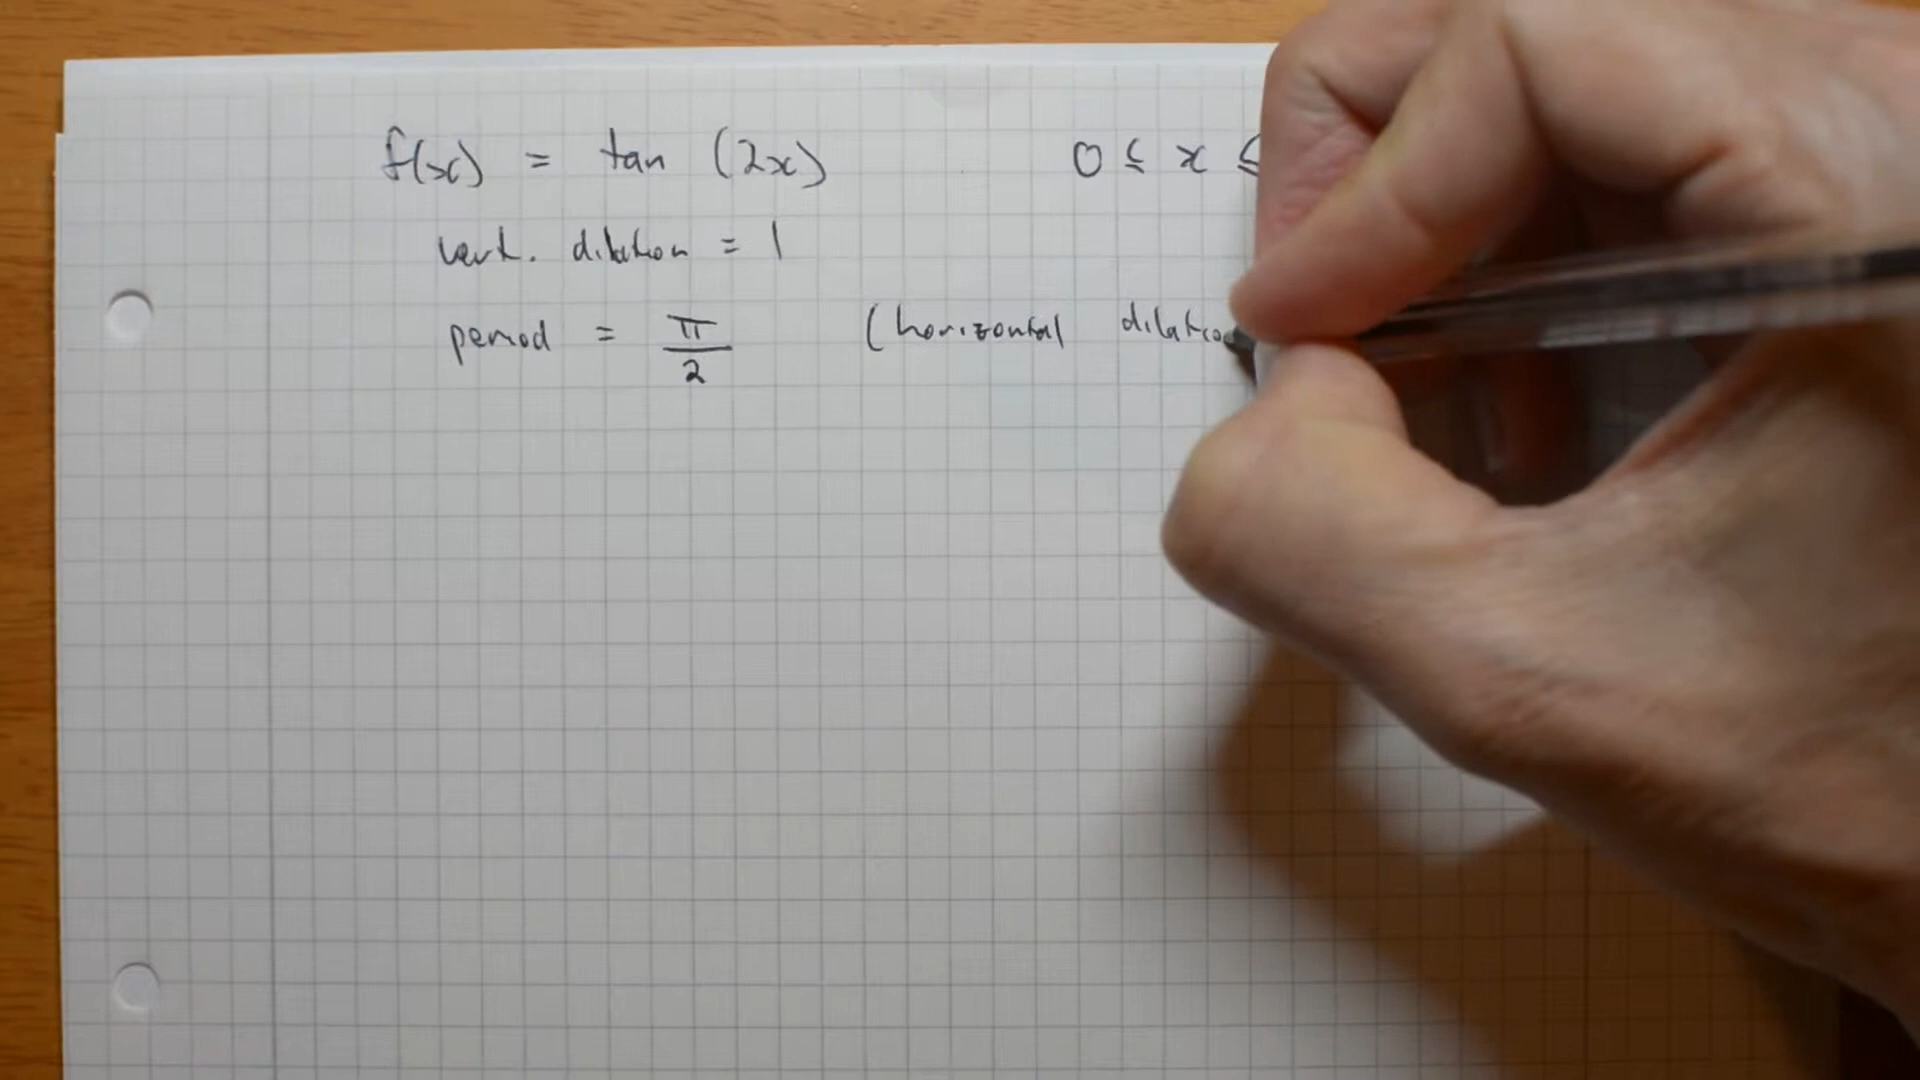 f(x) = tan (2x) 0 ≤ x ≤
vert. dilation = 1
period = π/2 (horizontal dilation